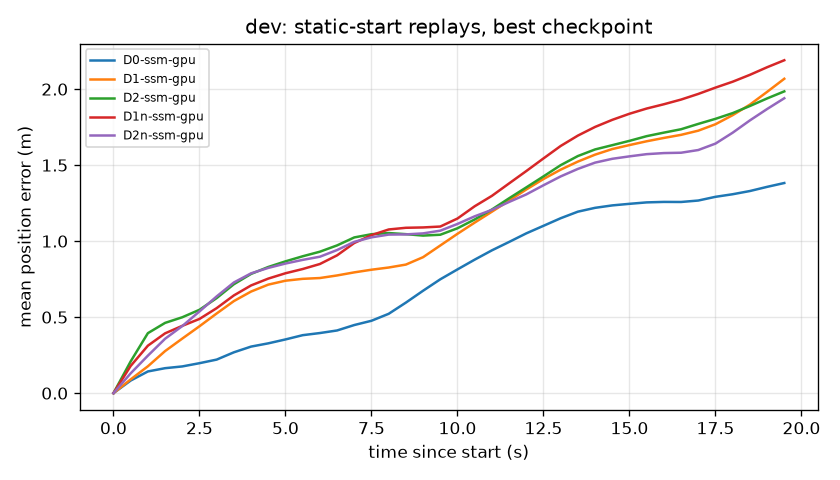 dev: static-start replays, best checkpoint
D0-ssm-gpu
D1-ssm-gpu
D2-ssm-gpu
D1n-ssm-gpu
D2n-ssm-gpu
mean position error (m)
2.0
1.5
1.0
0.5
0.0
0.0 2.5 5.0 7.5 10.0 12.5 15.0 17.5 20.0
time since start (s)